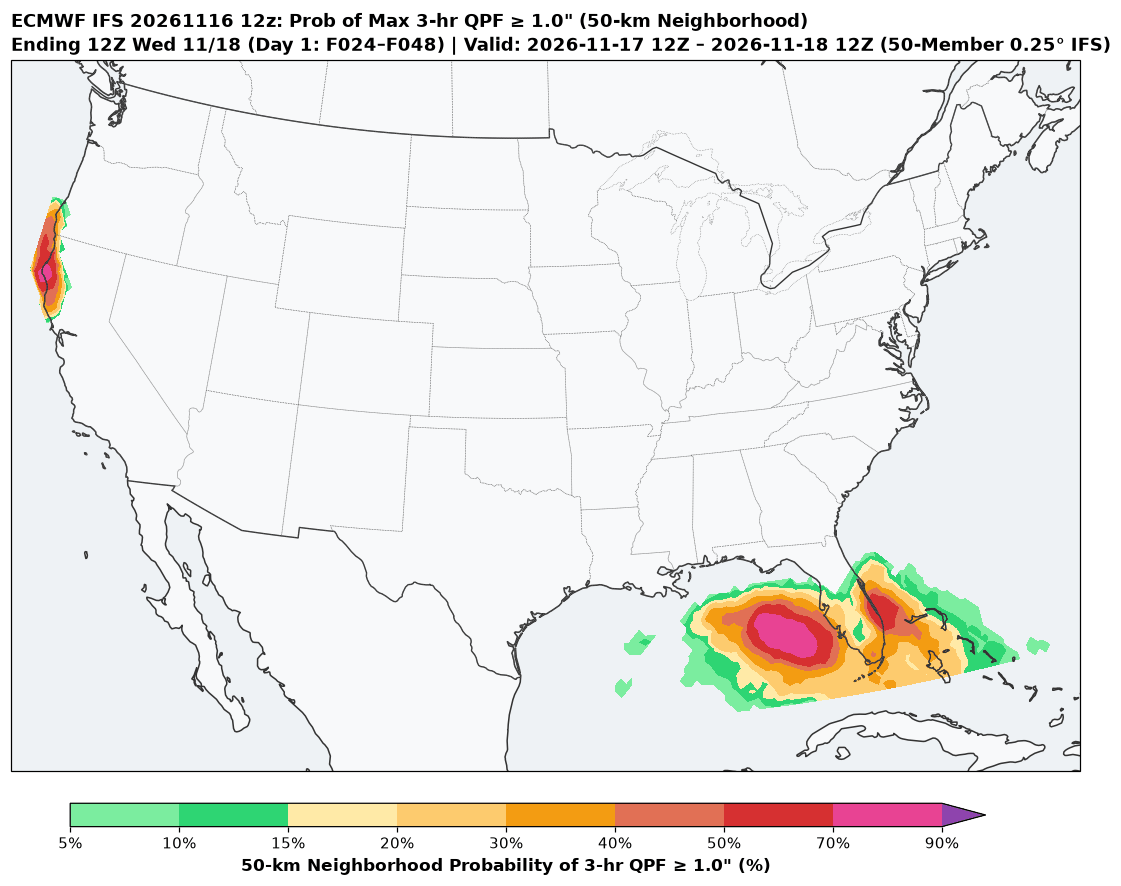 ECMWF IFS 20261116 12z: Prob of Max 3-hr QPF ≥ 1.0" (50-km Neighborhood)
Ending 12Z Wed 11/18 (Day 1: F024–F048) | Valid: 2026-11-17 12Z – 2026-11-18 12Z (50-Member 0.25° IFS)
5% 10% 15% 20% 30% 40% 50% 70% 90%
50-km Neighborhood Probability of 3-hr QPF ≥ 1.0" (%)